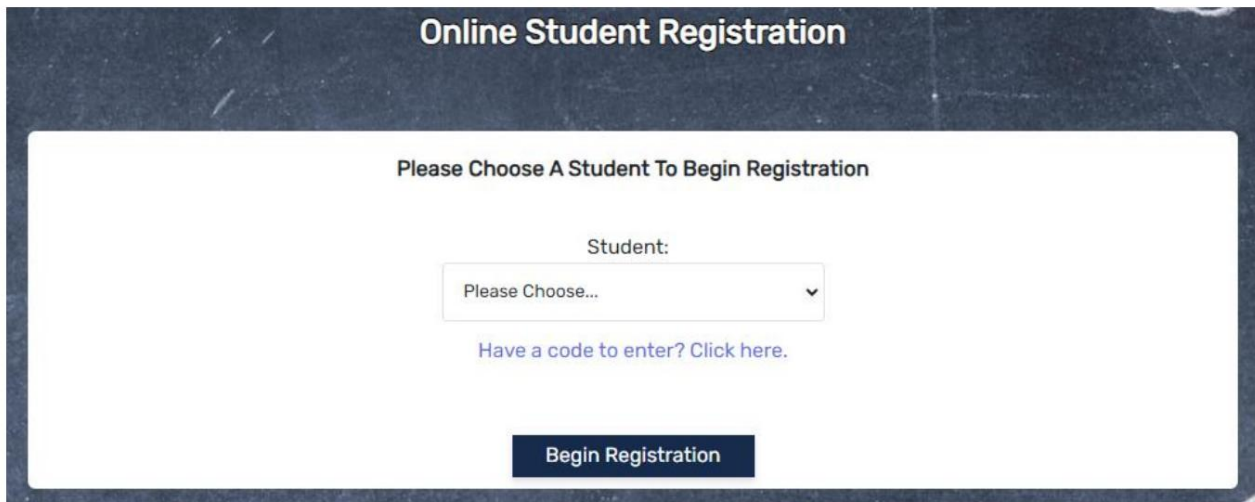 Online Student Registration
Please Choose A Student To Begin Registration
Student:
Please Choose...
Have a code to enter? Click here.
Begin Registration